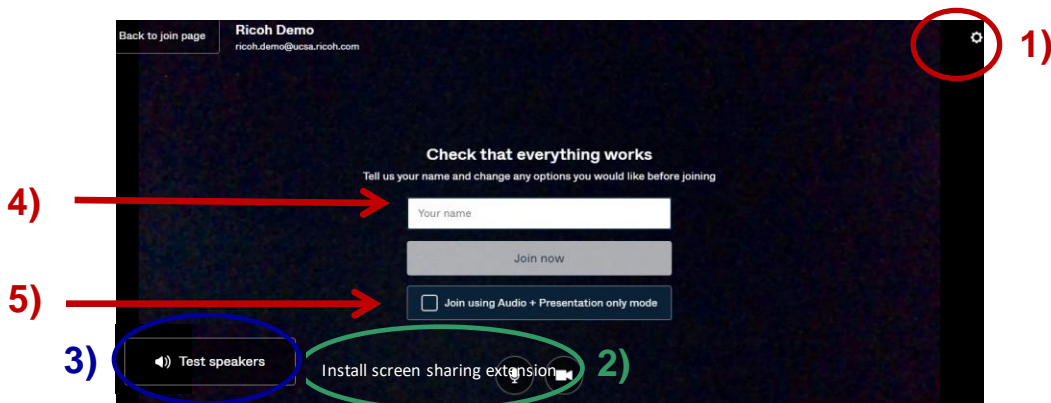 Back to join page
Ricoh Demo
ricoh.demo@ucsa.ricoh.com
1)
Check that everything works
Tell us your name and change any options you would like before joining
4)
Your name
Join now
5)
Join using Audio + Presentation only mode
3)
Test speakers
Install screen sharing extension
2)